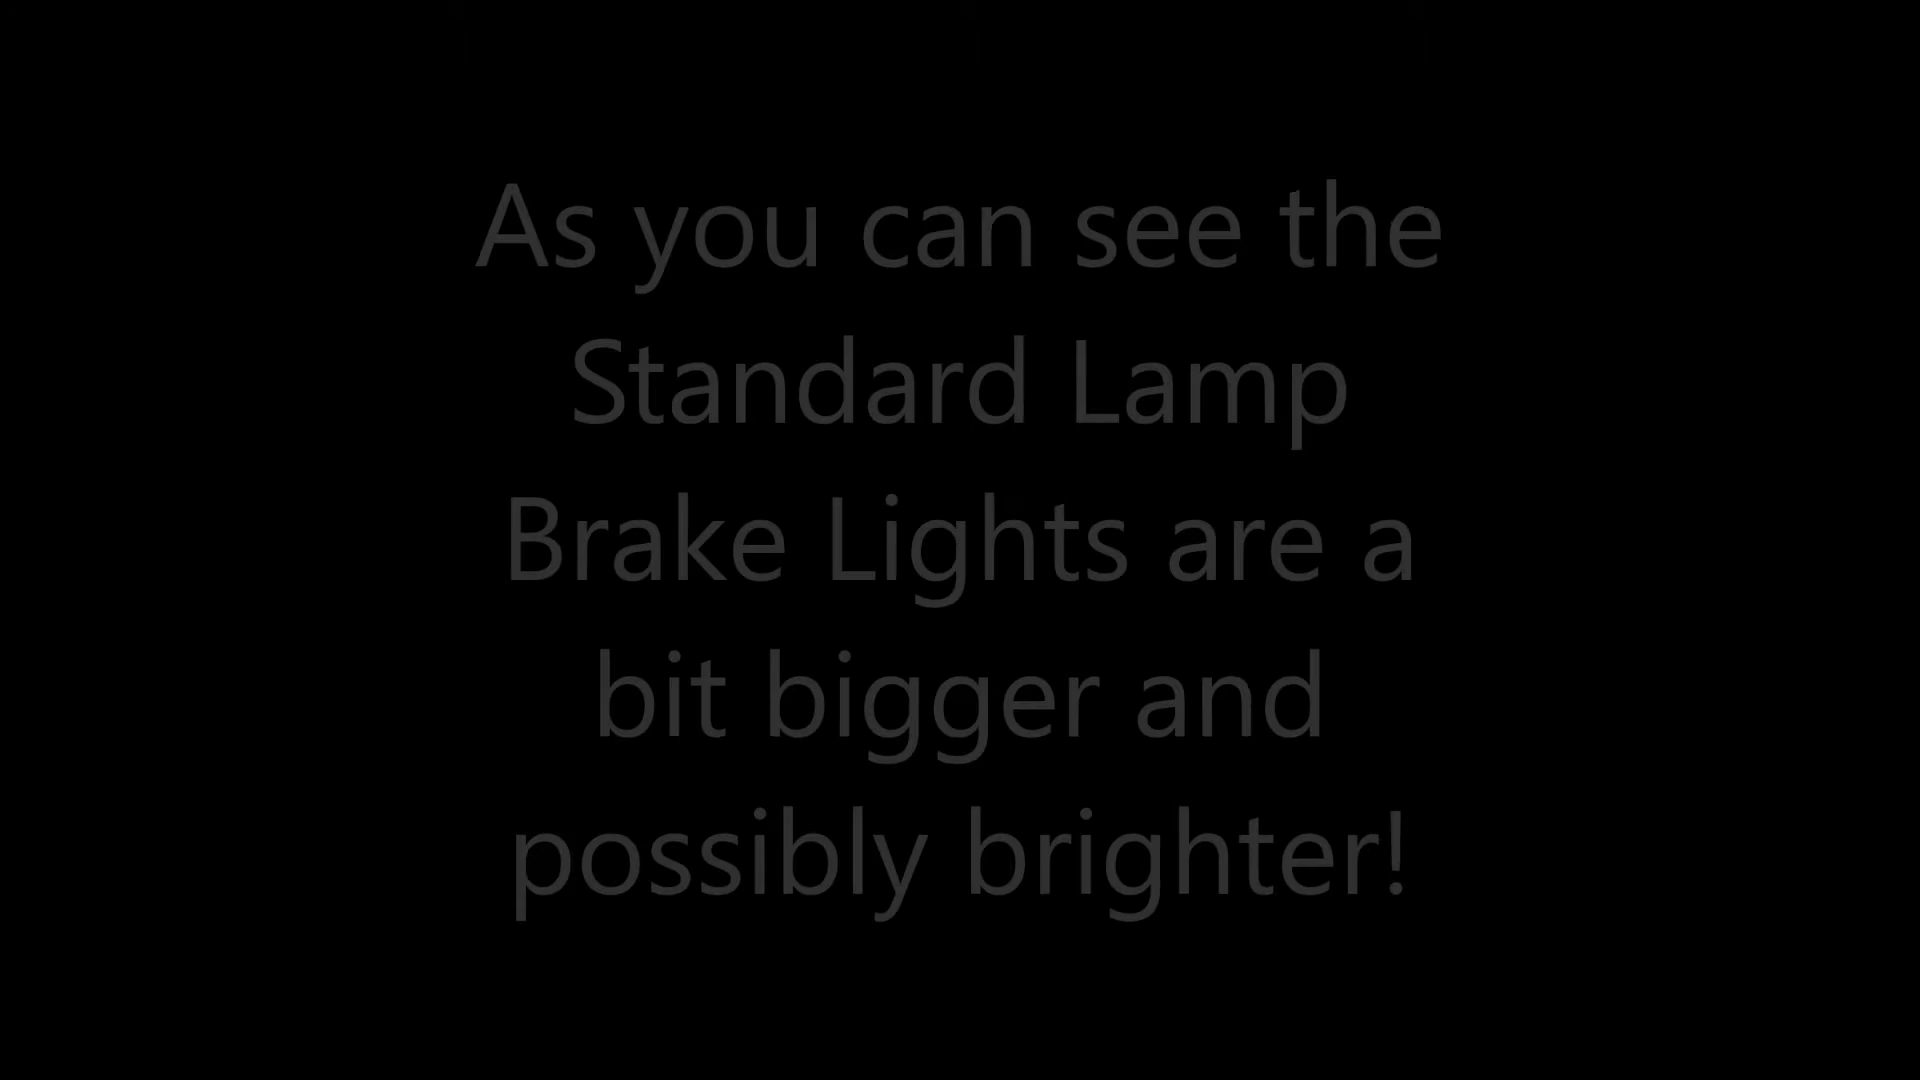 As you can see the
Standard Lamp
Brake Lights are a
bit bigger and
possibly brighter!